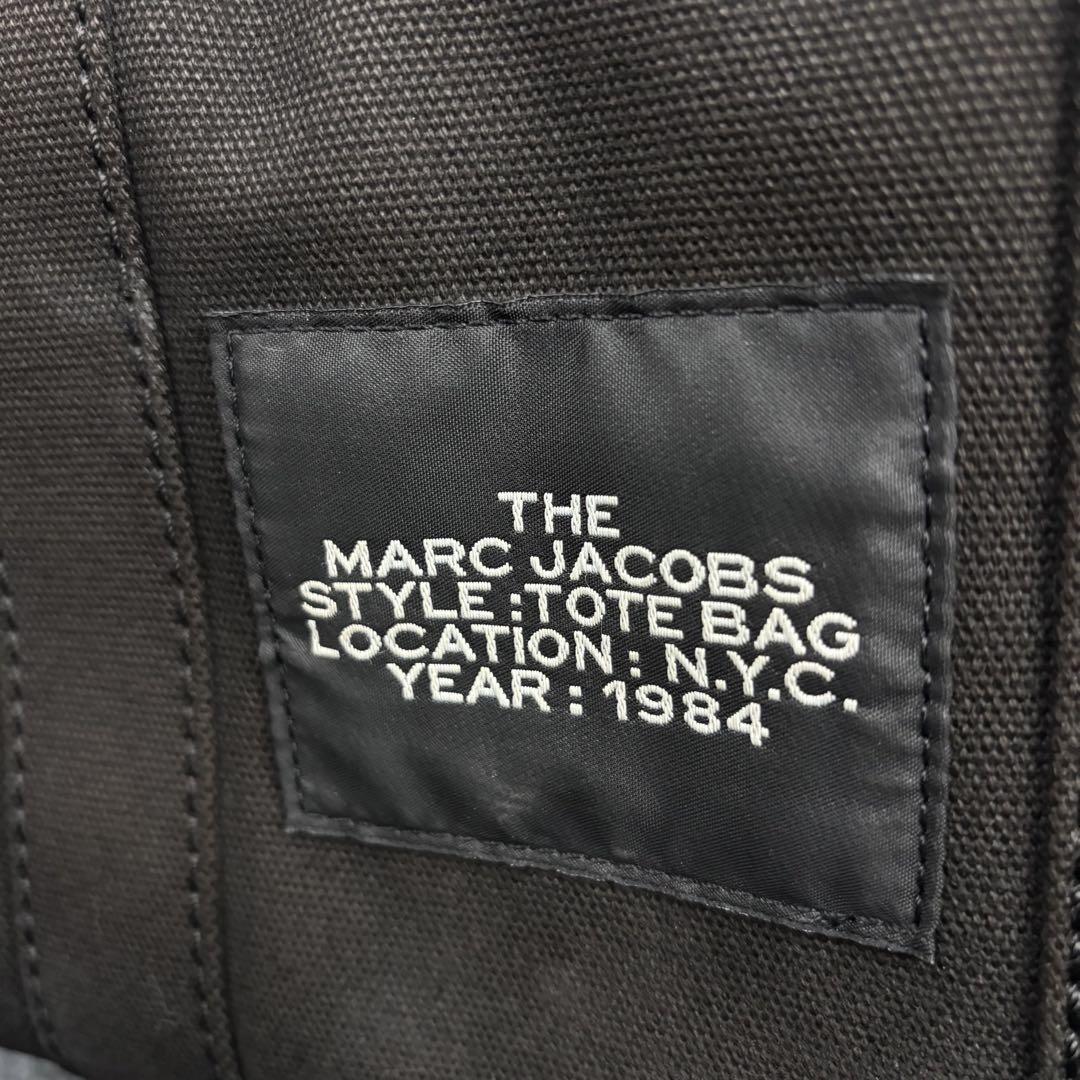 THE
MARC JACOBS
STYLE : TOTE BAG
LOCATION : N.Y.C.
YEAR : 1984